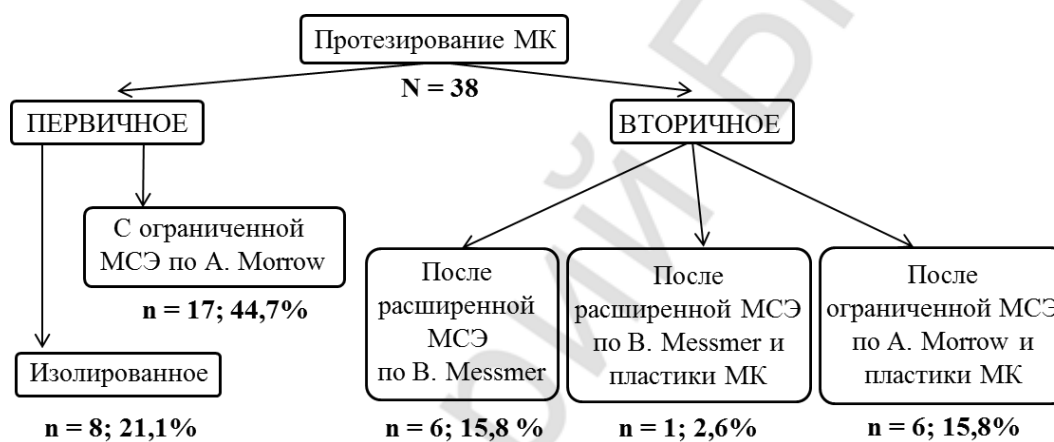 Протезирование МК
N = 38
ПЕРВИЧНОЕ
ВТОРИЧНОЕ
С ограниченной
МСЭ по A. Morrow
n = 17; 44,7%
Изолированное
n = 8; 21,1%
После
расширенной
МСЭ
по B. Messmer
n = 6; 15,8 %
После
расширенной МСЭ
по B. Messmer и
пластики МК
n = 1; 2,6%
После
ограниченной МСЭ
по A. Morrow и
пластики МК
n = 6; 15,8%